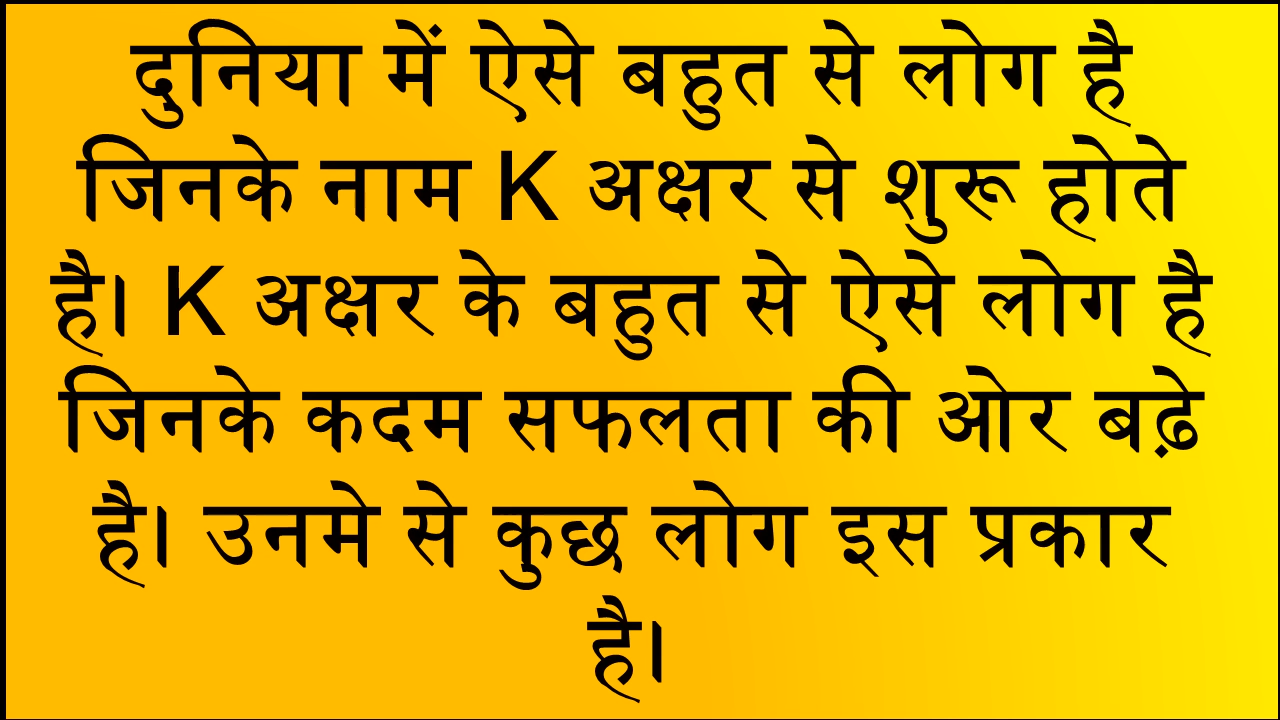 दुनिया में ऐसे बहुत से लोग है
जिनके नाम K अक्षर से शुरू होते
है। K अक्षर के बहुत से ऐसे लोग है
जिनके कदम सफलता की ओर बढ़े
है। उनमे से कुछ लोग इस प्रकार
है।